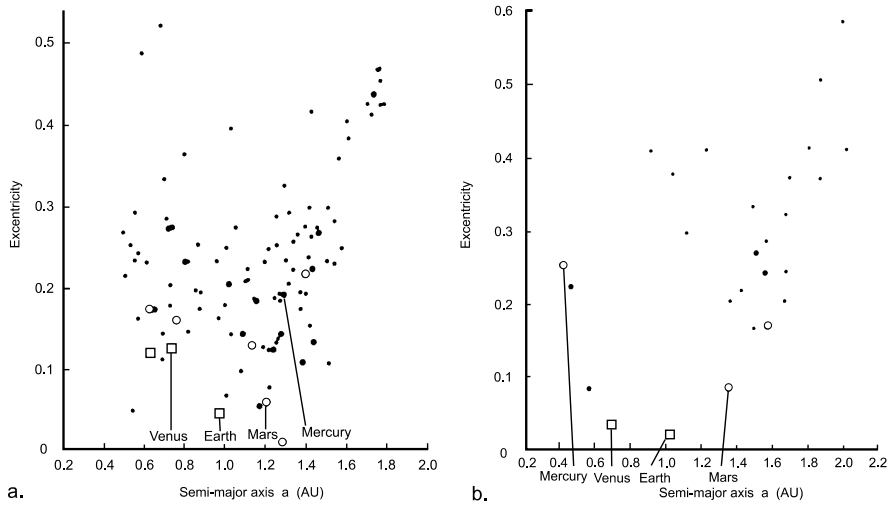 0.5
0.4
0.3
0.2
0.1
0
Excentricity
Venus Earth Mars Mercury
0.2 0.4 0.6 0.8 1.0 1.2 1.4 1.6 1.8 2.0
Semi-major axis a (AU)
a.
0.6
0.5
0.4
0.3
0.2
0.1
0
Excentricity
0.2 0.4 0.6 0.8 1.0 1.2 1.4 1.6 1.8 2.0 2.2
Mercury Venus Earth Mars
Semi-major axis a (AU)
b.